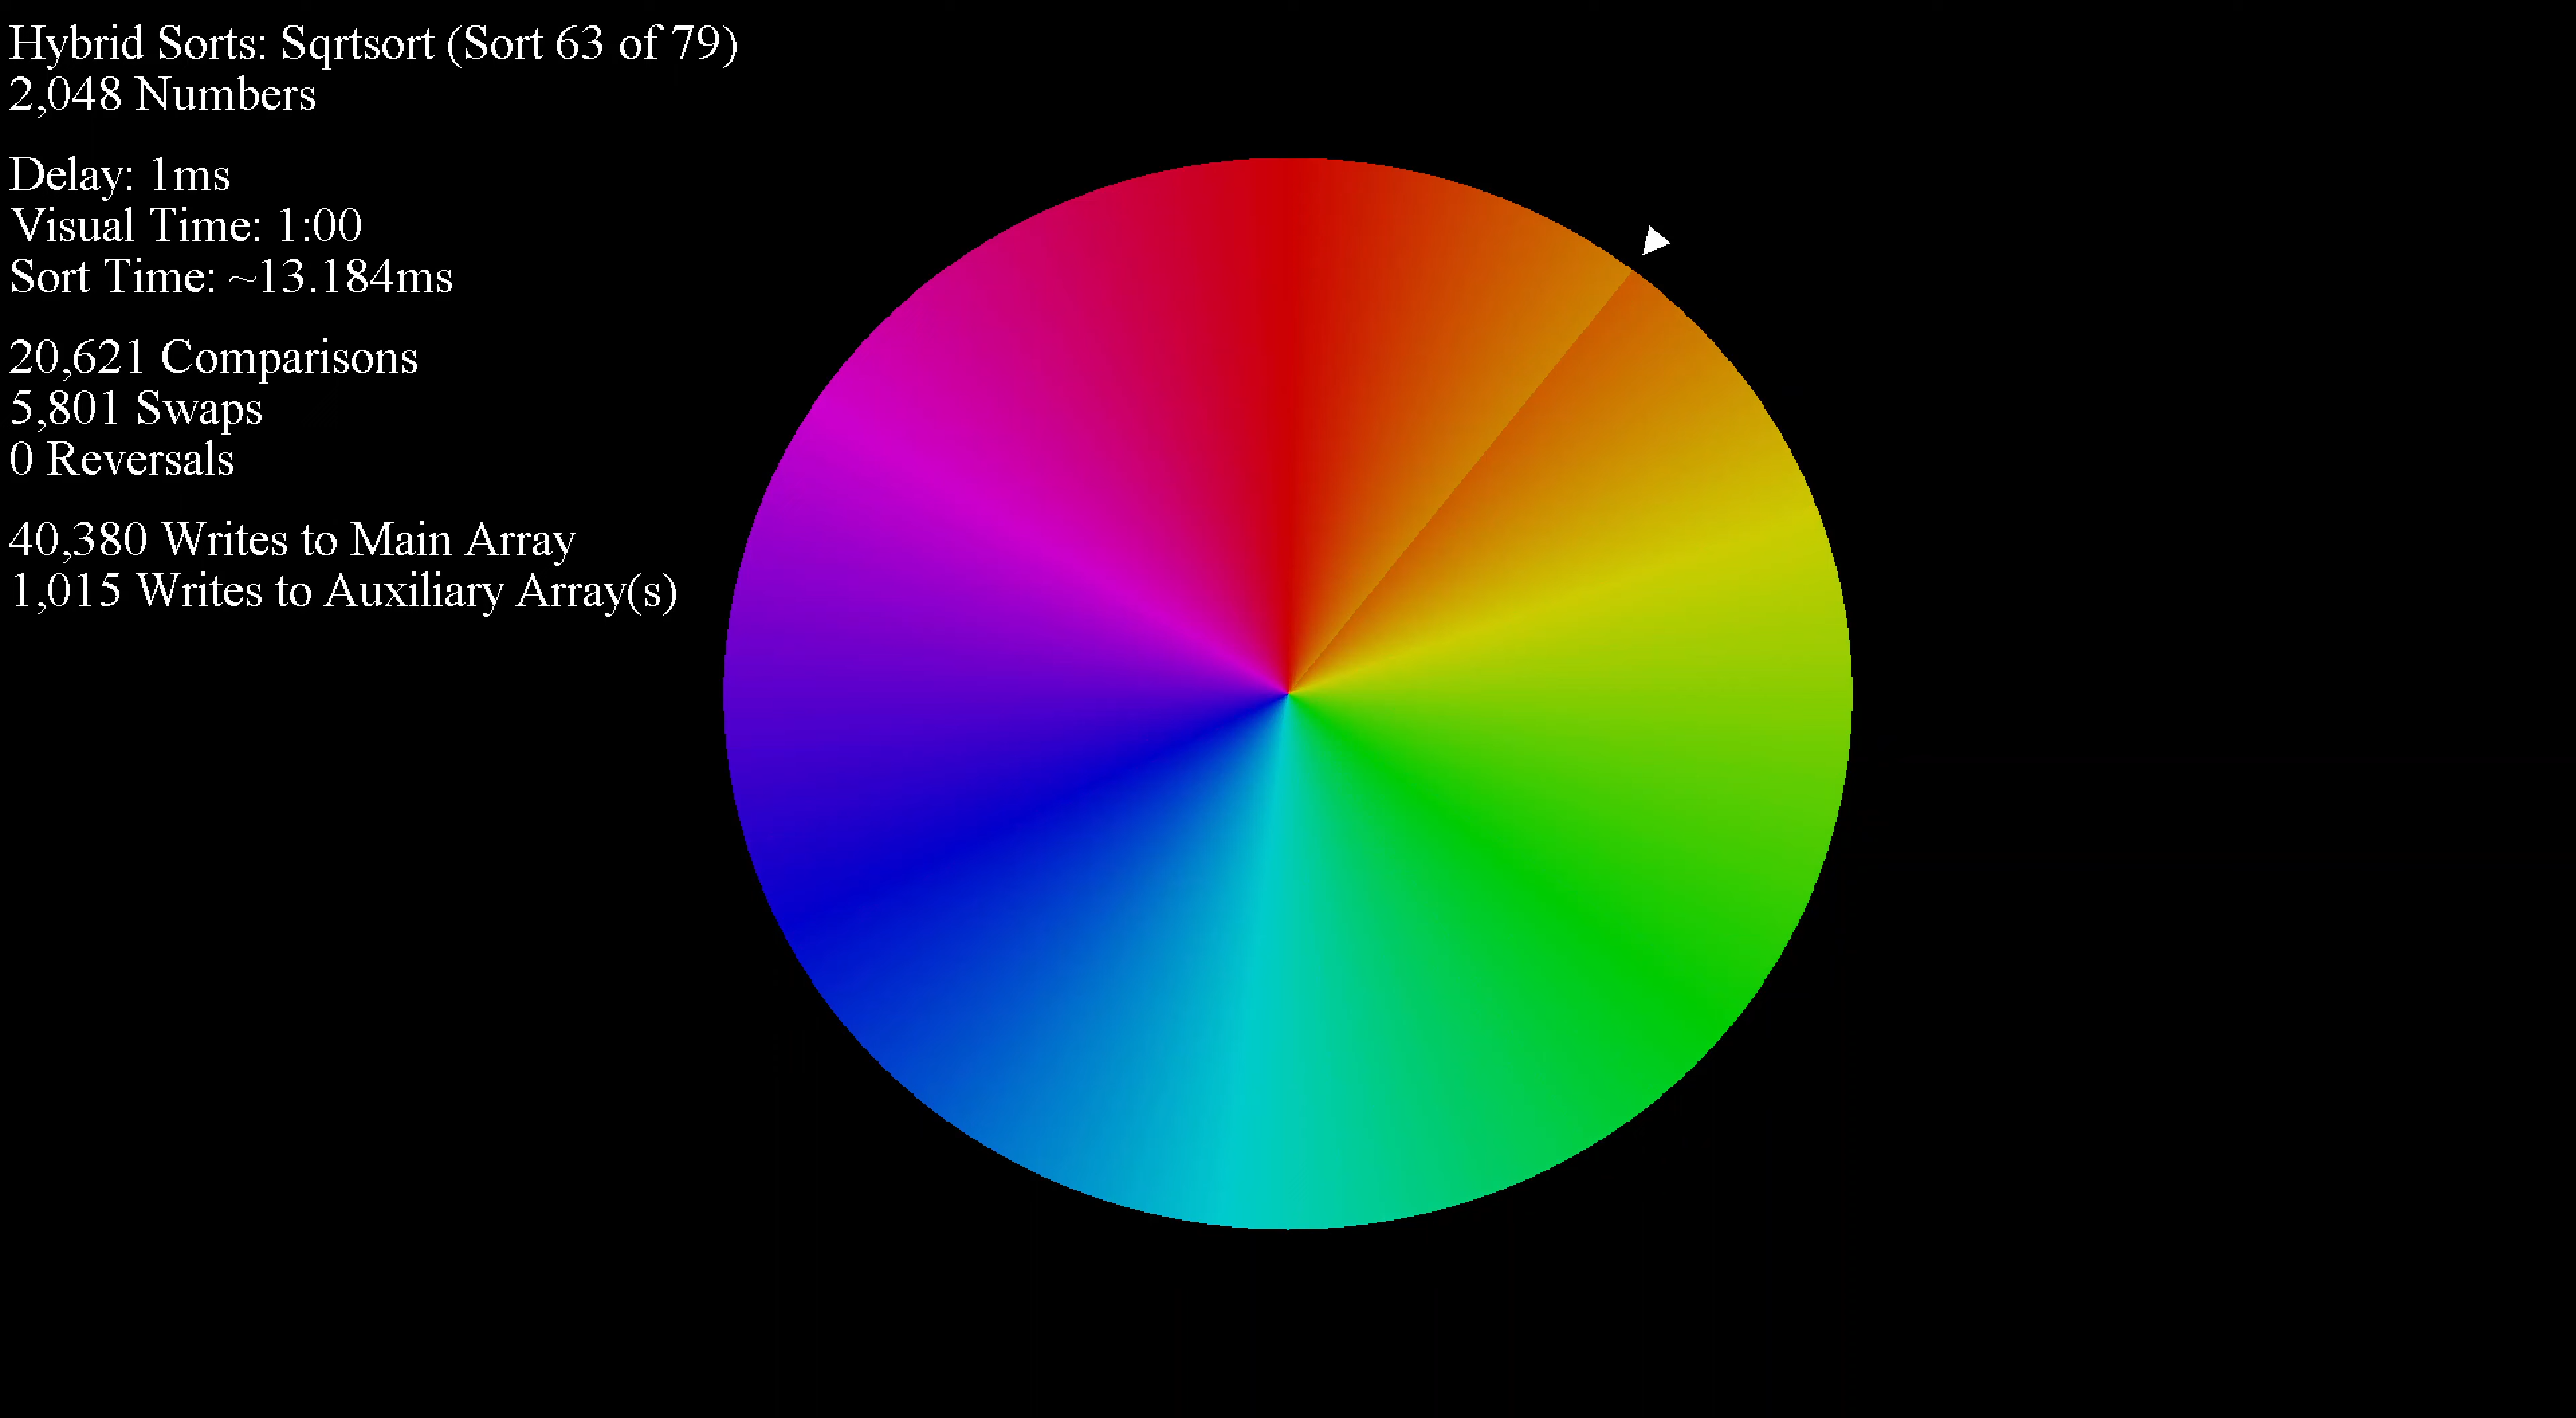 Hybrid Sorts: Sqrtsort (Sort 63 of 79)
2,048 Numbers
Delay: 1ms
Visual Time: 1:00
Sort Time: ~13.184ms
20,621 Comparisons
5,801 Swaps
0 Reversals
40,380 Writes to Main Array
1,015 Writes to Auxiliary Array(s)